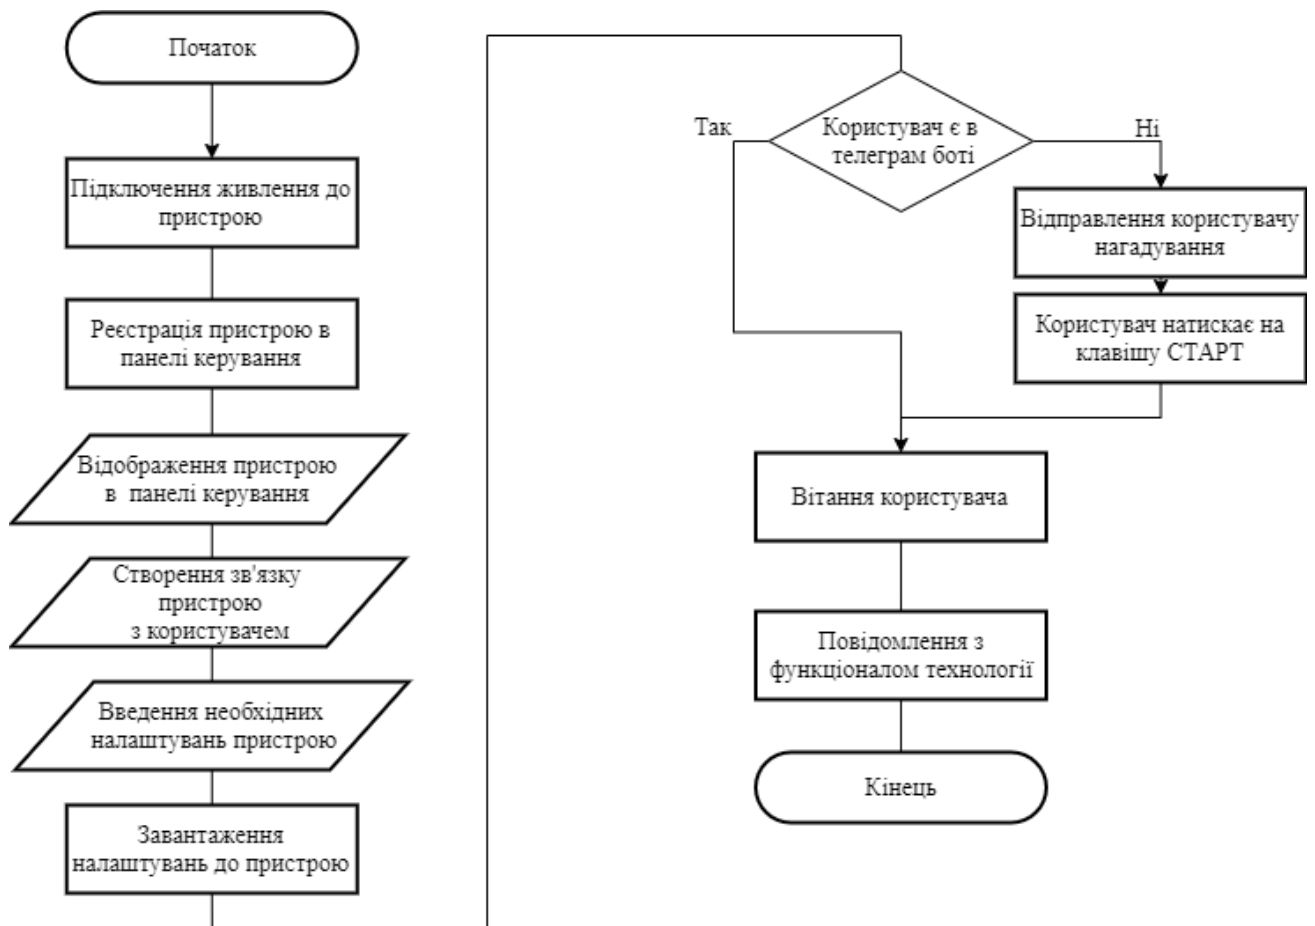 Початок
Підключення живлення до
пристрою
Реєстрація пристрою в
панелі керування
Відображення пристрою
в панелі керування
Створення зв'язку
пристрою
з користувачем
Введення необхідних
налаштувань пристрою
Завантаження
налаштувань до пристрою
Користувач є в
телеграм боті
Так
Ні
Відправлення користувачу
нагадування
Користувач натискає на
клавішу СТАРТ
Вітання користувача
Повідомлення з
функціоналом технології
Кінець